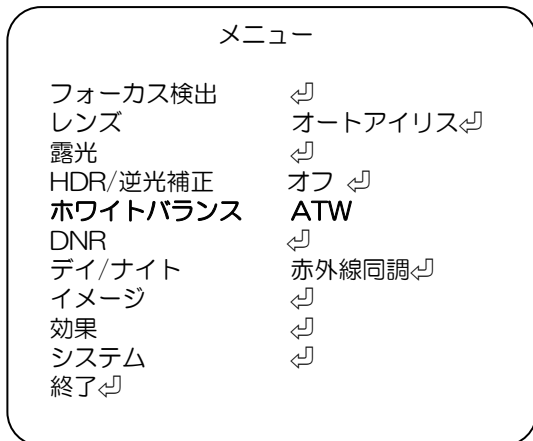 メニュー
フォーカス検出 ⏎
レンズ オートアイリス⏎
露光 ⏎
HDR/逆光補正 オフ ⏎
ホワイトバランス ATW
DNR ⏎
デイ/ナイト 赤外線同調⏎
イメージ ⏎
効果 ⏎
システム ⏎
終了⏎